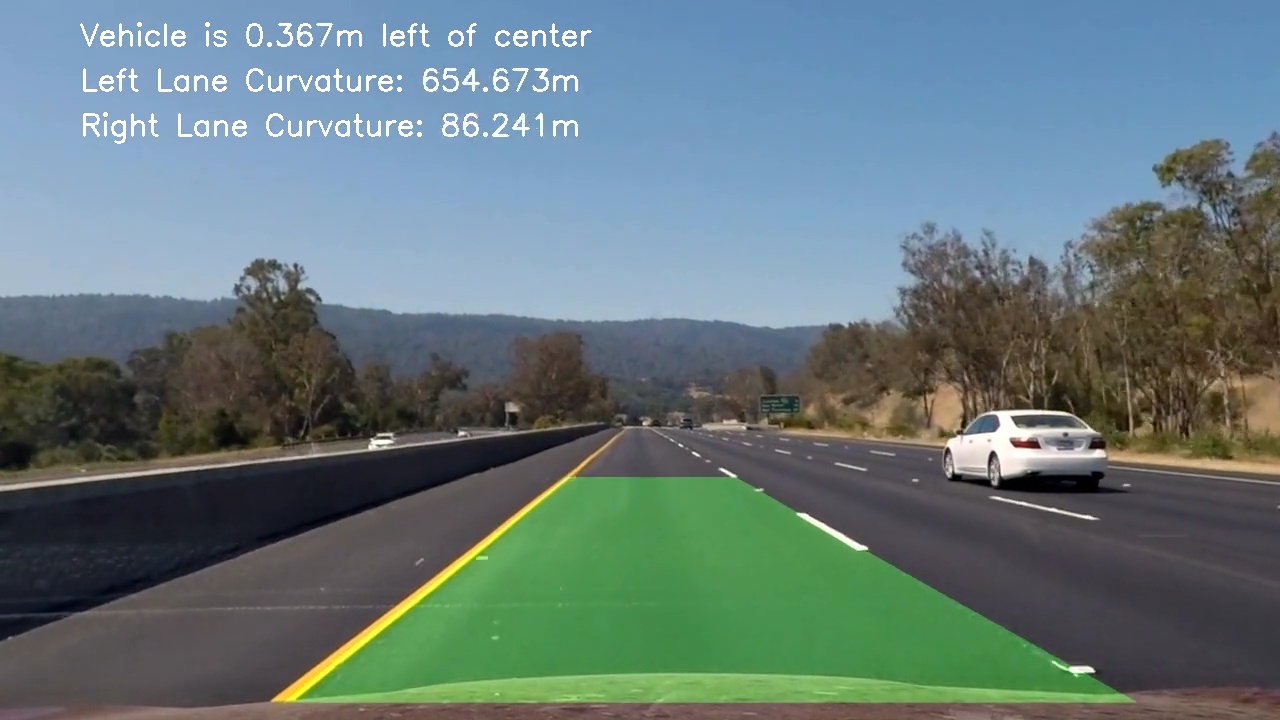 Vehicle is 0.367m left of center
Left Lane Curvature: 654.673m
Right Lane Curvature: 86.241m